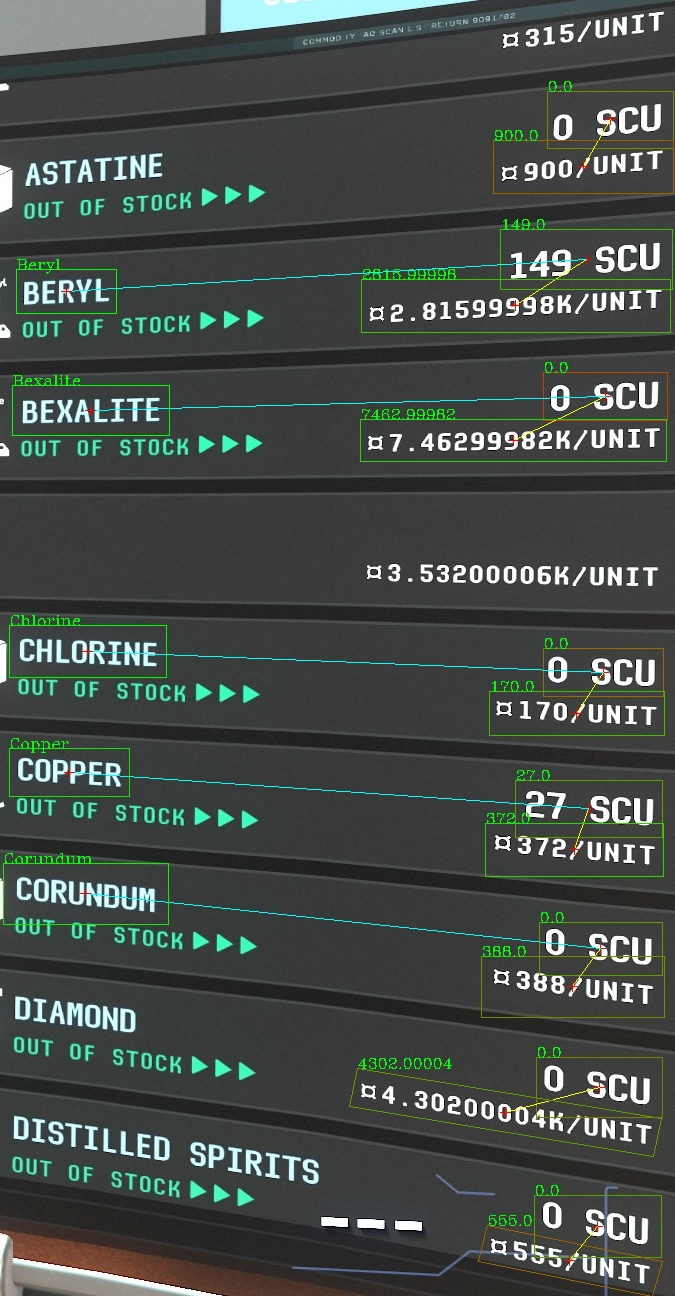 COMMODITY
RETURN 8091782
¤315/UNIT
0.0
0 SCU
900.0
ASTATINE
¤900/UNIT
OUT OF STOCK
149.0
Beryl
149 SCU
2815.99998
BERYL
¤2.81599998K/UNIT
OUT OF STOCK
0.0
Bexalite
0 SCU
7462.99982
BEXALITE
¤7.46299982K/UNIT
OUT OF STOCK
¤3.53200006K/UNIT
Chlorine
0.0
CHLORINE
0 SCU
170.0
OUT OF STOCK
¤170/UNIT
Copper
27.0
COPPER
27 SCU
372.0
OUT OF STOCK
¤372/UNIT
Corundum
CORUNDUM
0.0
OUT OF STOCK
0 SCU
388.0
¤388/UNIT
DIAMOND
0.0
OUT OF STOCK
4302.00004
0 SCU
¤4.30200004K/UNIT
DISTILLED SPIRITS
OUT OF STOCK
0.0
0 SCU
555.0
¤555/UNIT